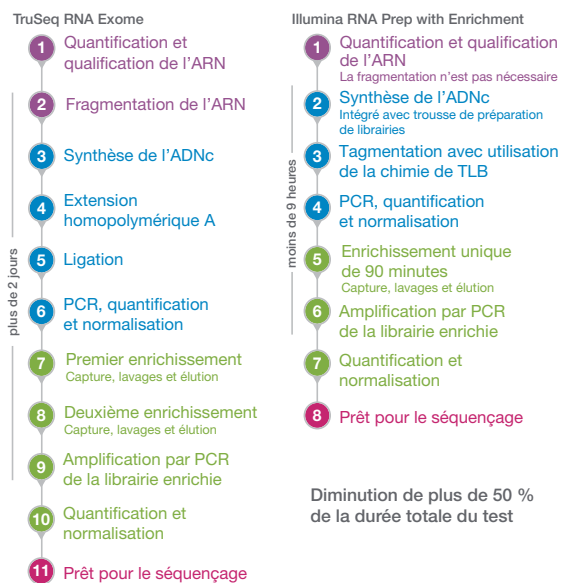 TruSeq RNA Exome
1
Quantification et
qualification de l'ARN
2
Fragmentation de l'ARN
3
Synthèse de l'ADNc
4
Extension
homopolymérique A
5
Ligation
6
PCR, quantification
et normalisation
7
Premier enrichissement
Capture, lavages et élution
8
Deuxième enrichissement
Capture, lavages et élution
9
Amplification par PCR
de la librairie enrichie
10
Quantification et
normalisation
11
Prêt pour le séquençage
plus de 2 jours
Illumina RNA Prep with Enrichment
1
Quantification et qualification
de l'ARN
La fragmentation n'est pas nécessaire
2
Synthèse de l'ADNc
Intégré avec trousse de préparation
de librairies
3
Tagmentation avec utilisation
de la chimie de TLB
4
PCR, quantification
et normalisation
5
Enrichissement unique
de 90 minutes
Capture, lavages et élution
6
Amplification par PCR
de la librairie enrichie
7
Quantification et
normalisation
8
Prêt pour le séquençage
moins de 9 heures
Diminution de plus de 50 %
de la durée totale du test